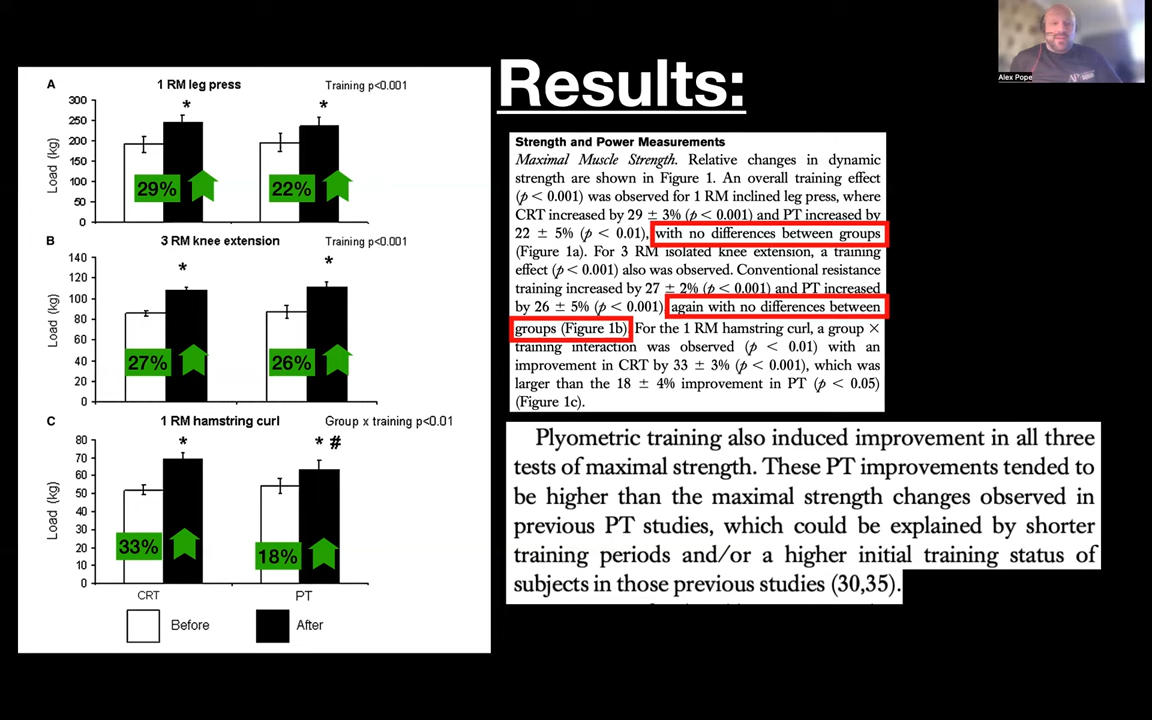 Alex Pope
Results:
A
1 RM leg press
Training p<0.001
Load (kg)
300
250
200
150
100
50
0
*
*
29%
22%
B
3 RM knee extension
Training p<0.001
Load (kg)
140
120
100
80
60
40
20
0
*
*
27%
26%
C
1 RM hamstring curl
Group x training p<0.01
Load (kg)
80
70
60
50
40
30
20
10
0
*
* #
33%
18%
CRT
PT
Before
After
Strength and Power Measurements
Maximal Muscle Strength. Relative changes in dynamic
strength are shown in Figure 1. An overall training effect
(p < 0.001) was observed for 1 RM inclined leg press, where
CRT increased by 29 ± 3% (p < 0.001) and PT increased by
22 ± 5% (p < 0.01), with no differences between groups
(Figure 1a). For 3 RM isolated knee extension, a training
effect (p < 0.001) also was observed. Conventional resistance
training increased by 27 ± 2% (p < 0.001) and PT increased
by 26 ± 5% (p < 0.001) again with no differences between
groups (Figure 1b) For the 1 RM hamstring curl, a group ×
training interaction was observed (p < 0.01) with an
improvement in CRT by 33 ± 3% (p < 0.001), which was
larger than the 18 ± 4% improvement in PT (p < 0.05)
(Figure 1c).
Plyometric training also induced improvement in all three
tests of maximal strength. These PT improvements tended to
be higher than the maximal strength changes observed in
previous PT studies, which could be explained by shorter
training periods and/or a higher initial training status of
subjects in those previous studies (30,35).